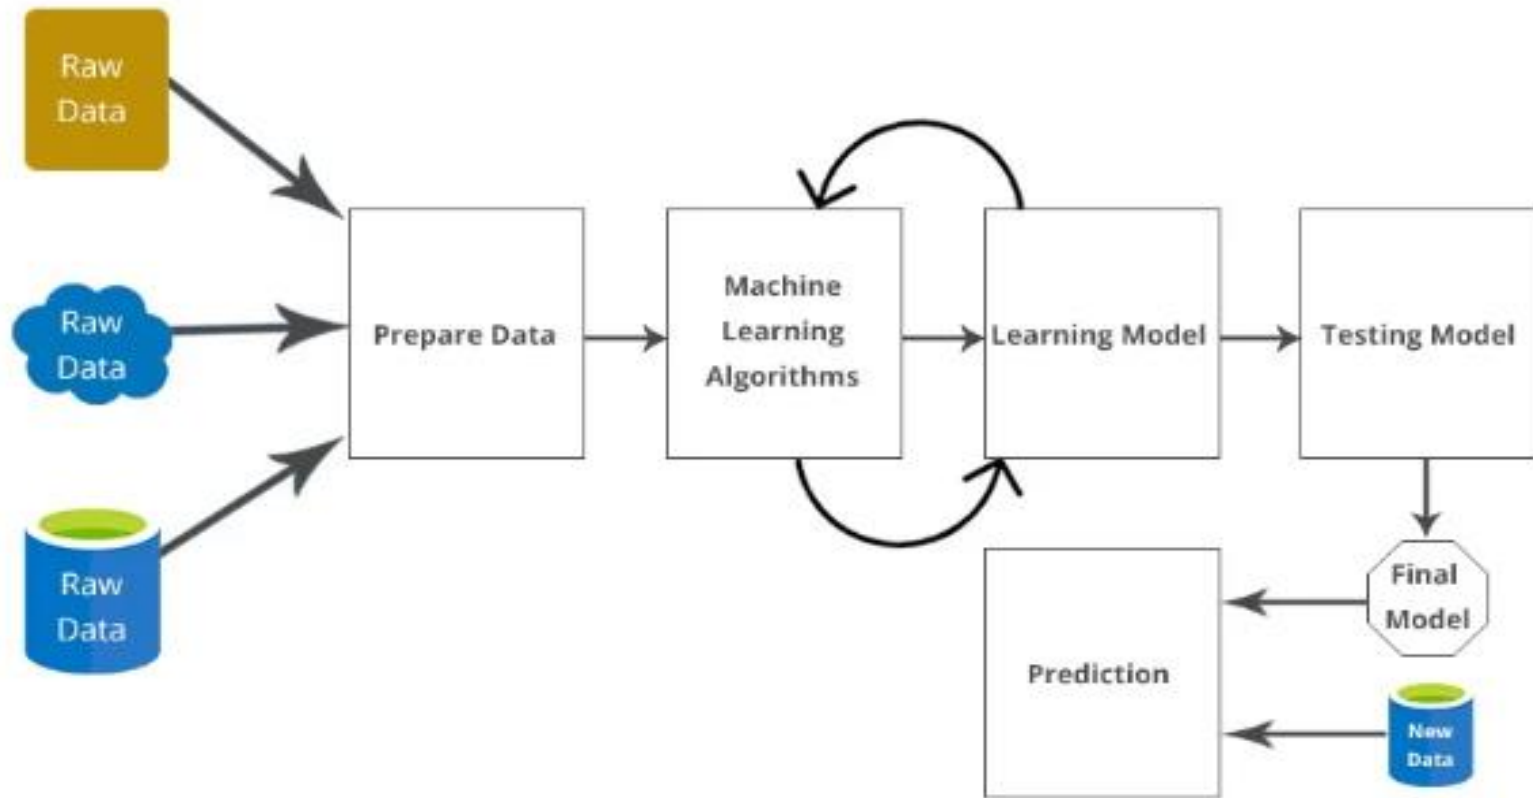 Raw
Data
Raw
Data
Raw
Data
Prepare Data
Machine
Learning
Algorithms
Learning Model
Testing Model
Final
Model
Prediction
New
Data